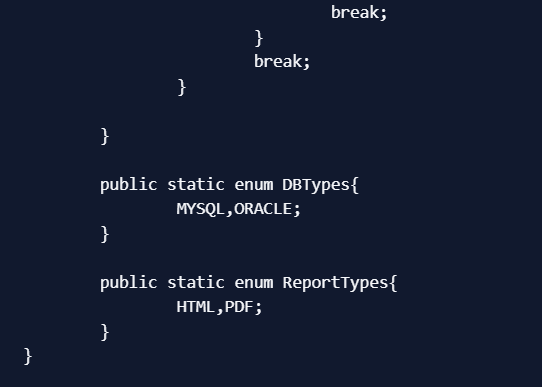 break;
}
break;
}
}
public static enum DBTypes{
MYSQL,ORACLE;
}
public static enum ReportTypes{
HTML,PDF;
}
}